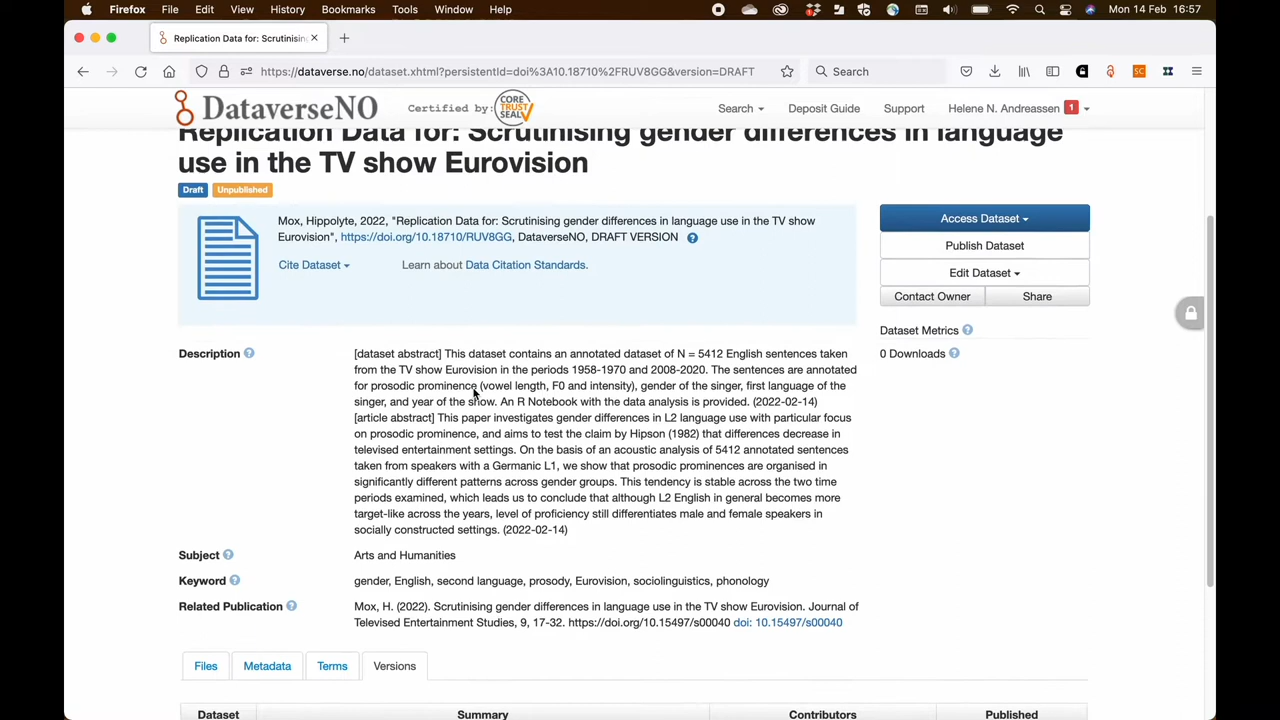 Firefox File Edit View History Bookmarks Tools Window Help Mon 14 Feb 16:57
Replication Data for: Scrutinising
https://dataverse.no/dataset.xhtml?persistentId=doi%3A10.18710%2FRUV8GG&version=DRAFT Search
DataverseNO Certified by: CORE TRUST SEAL Search Deposit Guide Support Helene N. Andreassen 1
Replication Data for: Scrutinising gender differences in language
use in the TV show Eurovision
Draft Unpublished
Mox, Hippolyte, 2022, "Replication Data for: Scrutinising gender differences in language use in the TV show
Eurovision", https://doi.org/10.18710/RUV8GG, DataverseNO, DRAFT VERSION ?
Cite Dataset Learn about Data Citation Standards.
Access Dataset
Publish Dataset
Edit Dataset
Contact Owner Share
Dataset Metrics ?
0 Downloads ?
Description ? [dataset abstract] This dataset contains an annotated dataset of N = 5412 English sentences taken
from the TV show Eurovision in the periods 1958-1970 and 2008-2020. The sentences are annotated
for prosodic prominence (vowel length, F0 and intensity), gender of the singer, first language of the
singer, and year of the show. An R Notebook with the data analysis is provided. (2022-02-14)
[article abstract] This paper investigates gender differences in L2 language use with particular focus
on prosodic prominence, and aims to test the claim by Hipson (1982) that differences decrease in
televised entertainment settings. On the basis of an acoustic analysis of 5412 annotated sentences
taken from speakers with a Germanic L1, we show that prosodic prominences are organised in
significantly different patterns across gender groups. This tendency is stable across the two time
periods examined, which leads us to conclude that although L2 English in general becomes more
target-like across the years, level of proficiency still differentiates male and female speakers in
socially constructed settings. (2022-02-14)
Subject ? Arts and Humanities
Keyword ? gender, English, second language, prosody, Eurovision, sociolinguistics, phonology
Related Publication ? Mox, H. (2022). Scrutinising gender differences in language use in the TV show Eurovision. Journal of
Televised Entertainment Studies, 9, 17-32. https://doi.org/10.15497/s00040 doi: 10.15497/s00040
Files Metadata Terms Versions
Dataset Summary Contributors Published